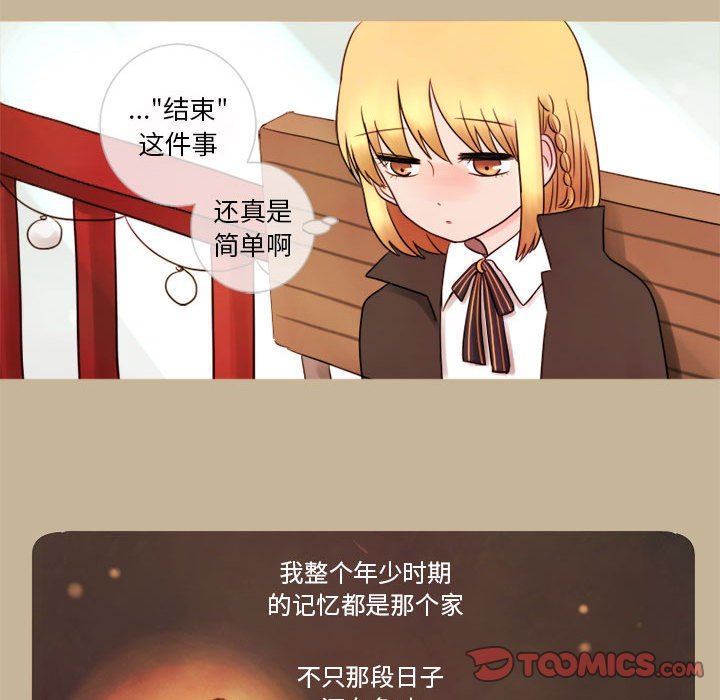 ..."结束"
这件事
还真是
简单啊
我整个年少时期
的记忆都是那个家
不只那段日子
TOOMICS.COM